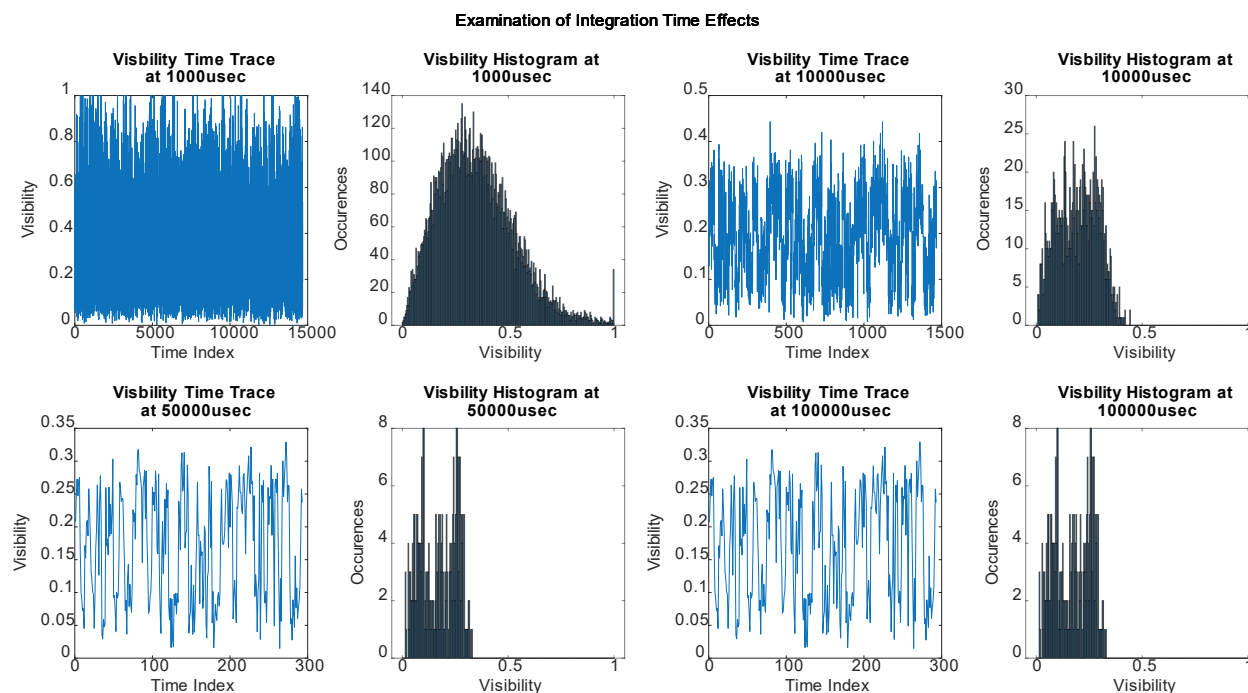 Examination of Integration Time Effects
Visbility Time Trace
at 1000usec
1
0.8
0.6
0.4
0.2
0
0
5000
10000
15000
Visibility
Time Index
Visbility Histogram at
1000usec
140
120
100
80
60
40
20
0
0
0.5
1
Occurences
Visibility
Visbility Time Trace
at 10000usec
0.5
0.4
0.3
0.2
0.1
0
0
500
1000
1500
Visibility
Time Index
Visbility Histogram at
10000usec
30
25
20
15
10
5
0
0
0.5
1
Occurences
Visibility
Visbility Time Trace
at 50000usec
0.35
0.3
0.25
0.2
0.15
0.1
0.05
0
0
100
200
300
Visibility
Time Index
Visbility Histogram at
50000usec
8
6
4
2
0
0
0.5
1
Occurences
Visibility
Visbility Time Trace
at 100000usec
0.35
0.3
0.25
0.2
0.15
0.1
0.05
0
0
100
200
300
Visibility
Time Index
Visbility Histogram at
100000usec
8
6
4
2
0
0
0.5
1
Occurences
Visibility